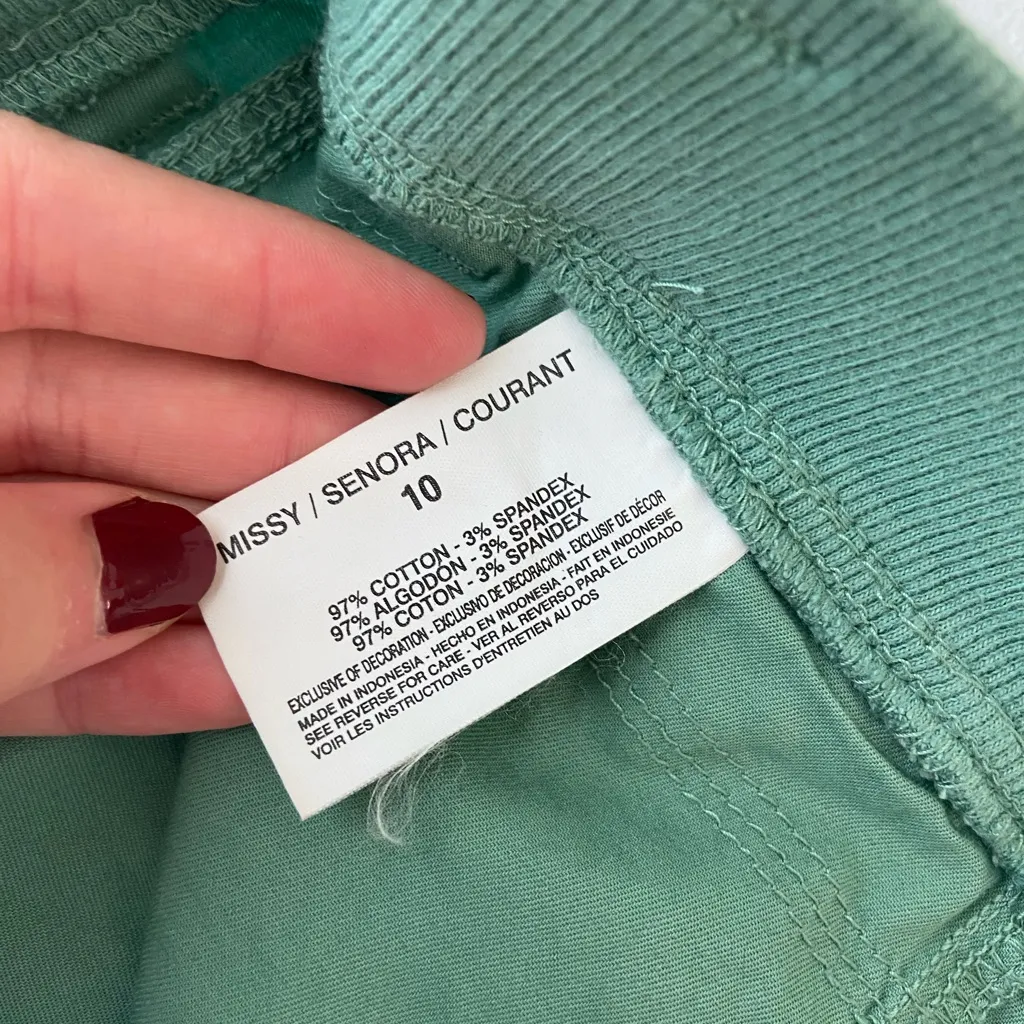 MISSY / SENORA / COURANT
10
97% COTTON - 3% SPANDEX
97% ALGODON - 3% SPANDEX
97% COTON - 3% SPANDEX
EXCLUSIVE OF DECORATION - EXCLUSIVO DE DECORACION - EXCLUSIF DE DÉCOR
MADE IN INDONESIA - HECHO EN INDONESIA - FAIT EN INDONESIE
SEE REVERSE FOR CARE - VER AL REVERSO PARA EL CUIDADO
VOIR LES INSTRUCTIONS D'ENTRETIEN AU DOS